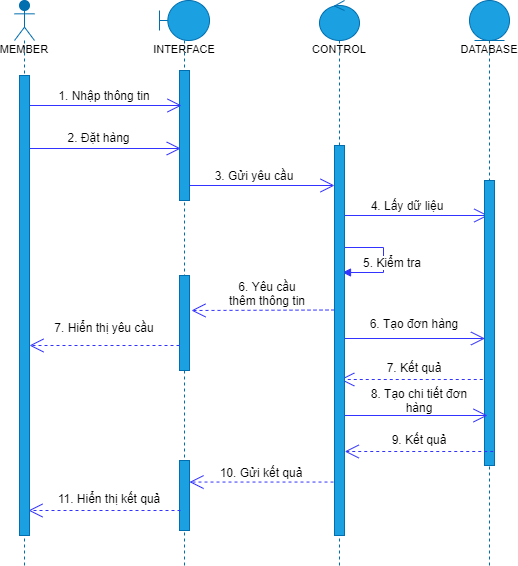 MEMBER
INTERFACE
CONTROL
DATABASE
1. Nhập thông tin
2. Đặt hàng
3. Gửi yêu cầu
4. Lấy dữ liệu
5. Kiểm tra
6. Yêu cầu
thêm thông tin
7. Hiển thị yêu cầu
6. Tạo đơn hàng
7. Kết quả
8. Tạo chi tiết đơn
hàng
9. Kết quả
10. Gửi kết quả
11. Hiển thị kết quả